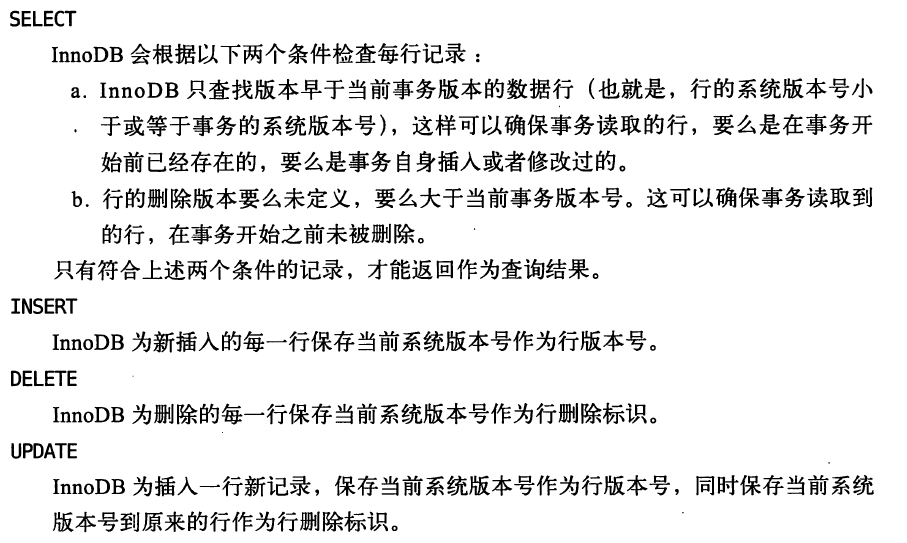 SELECT
InnoDB 会根据以下两个条件检查每行记录：
a. InnoDB 只查找版本早于当前事务版本的数据行（也就是，行的系统版本号小
于或等于事务的系统版本号），这样可以确保事务读取的行，要么是在事务开
始前已经存在的，要么是事务自身插入或者修改过的。
b. 行的删除版本要么未定义，要么大于当前事务版本号。这可以确保事务读取到
的行，在事务开始之前未被删除。
只有符合上述两个条件的记录，才能返回作为查询结果。
INSERT
InnoDB 为新插入的每一行保存当前系统版本号作为行版本号。
DELETE
InnoDB 为删除的每一行保存当前系统版本号作为行删除标识。
UPDATE
InnoDB 为插入一行新记录，保存当前系统版本号作为行版本号，同时保存当前系统
版本号到原来的行作为行删除标识。